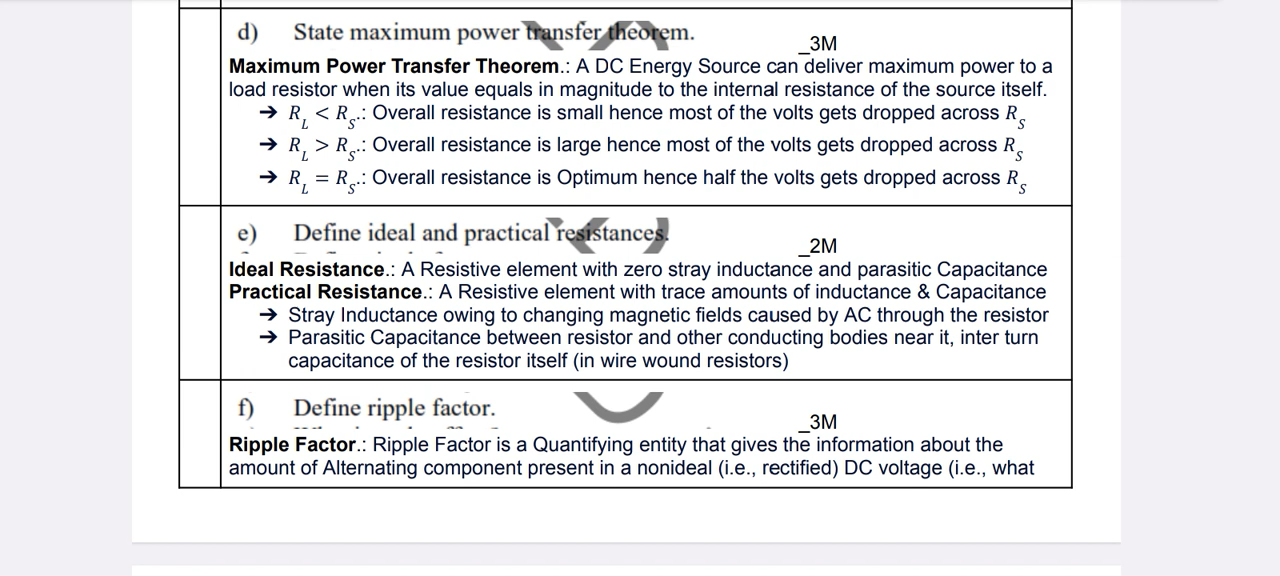 d) State maximum power transfer theorem.
_3M
Maximum Power Transfer Theorem.: A DC Energy Source can deliver maximum power to a
load resistor when its value equals in magnitude to the internal resistance of the source itself.
➔ R_L < R_S.: Overall resistance is small hence most of the volts gets dropped across R_S
➔ R_L > R_S.: Overall resistance is large hence most of the volts gets dropped across R_S
➔ R_L = R_S.: Overall resistance is Optimum hence half the volts gets dropped across R_S
e) Define ideal and practical resistances.
_2M
Ideal Resistance.: A Resistive element with zero stray inductance and parasitic Capacitance
Practical Resistance.: A Resistive element with trace amounts of inductance & Capacitance
➔ Stray Inductance owing to changing magnetic fields caused by AC through the resistor
➔ Parasitic Capacitance between resistor and other conducting bodies near it, inter turn
capacitance of the resistor itself (in wire wound resistors)
f) Define ripple factor.
_3M
Ripple Factor.: Ripple Factor is a Quantifying entity that gives the information about the
amount of Alternating component present in a nonideal (i.e., rectified) DC voltage (i.e., what